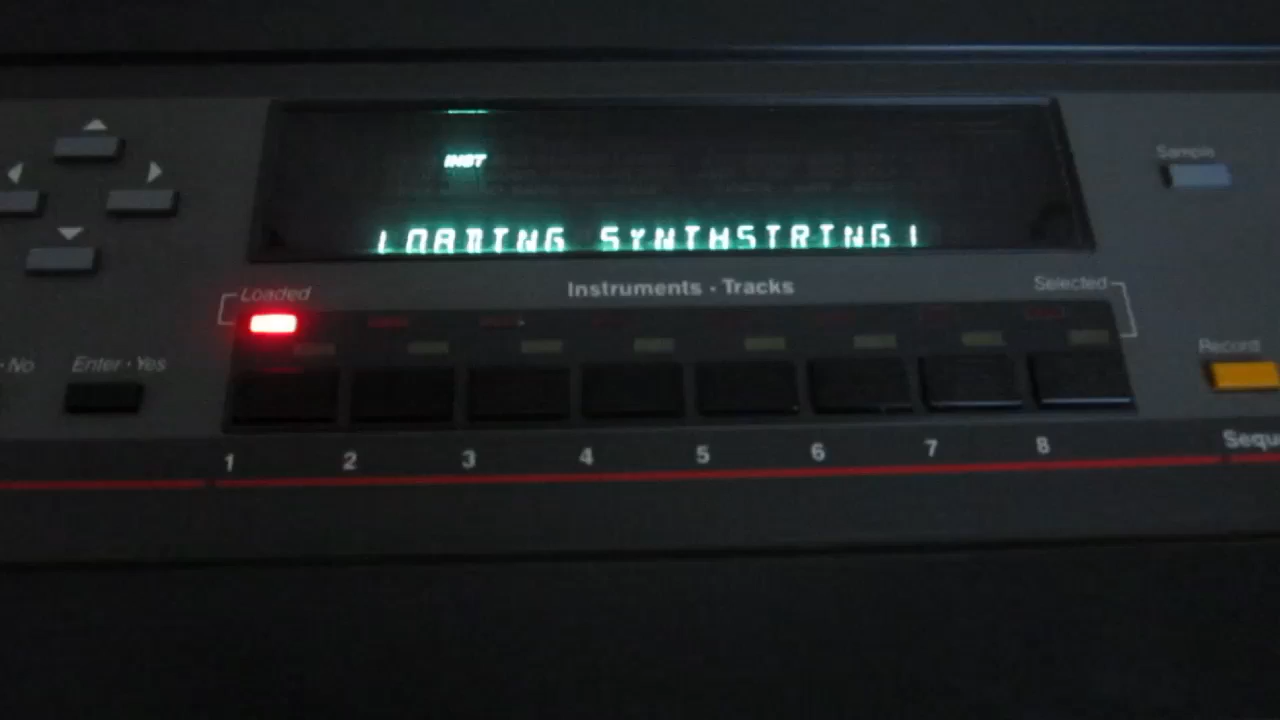 Sample
INST
LOADING SYNTHSTRING1
Loaded
Instruments · Tracks
Selected
· No
Enter · Yes
Record
1 2 3 4 5 6 7 8
Sequ